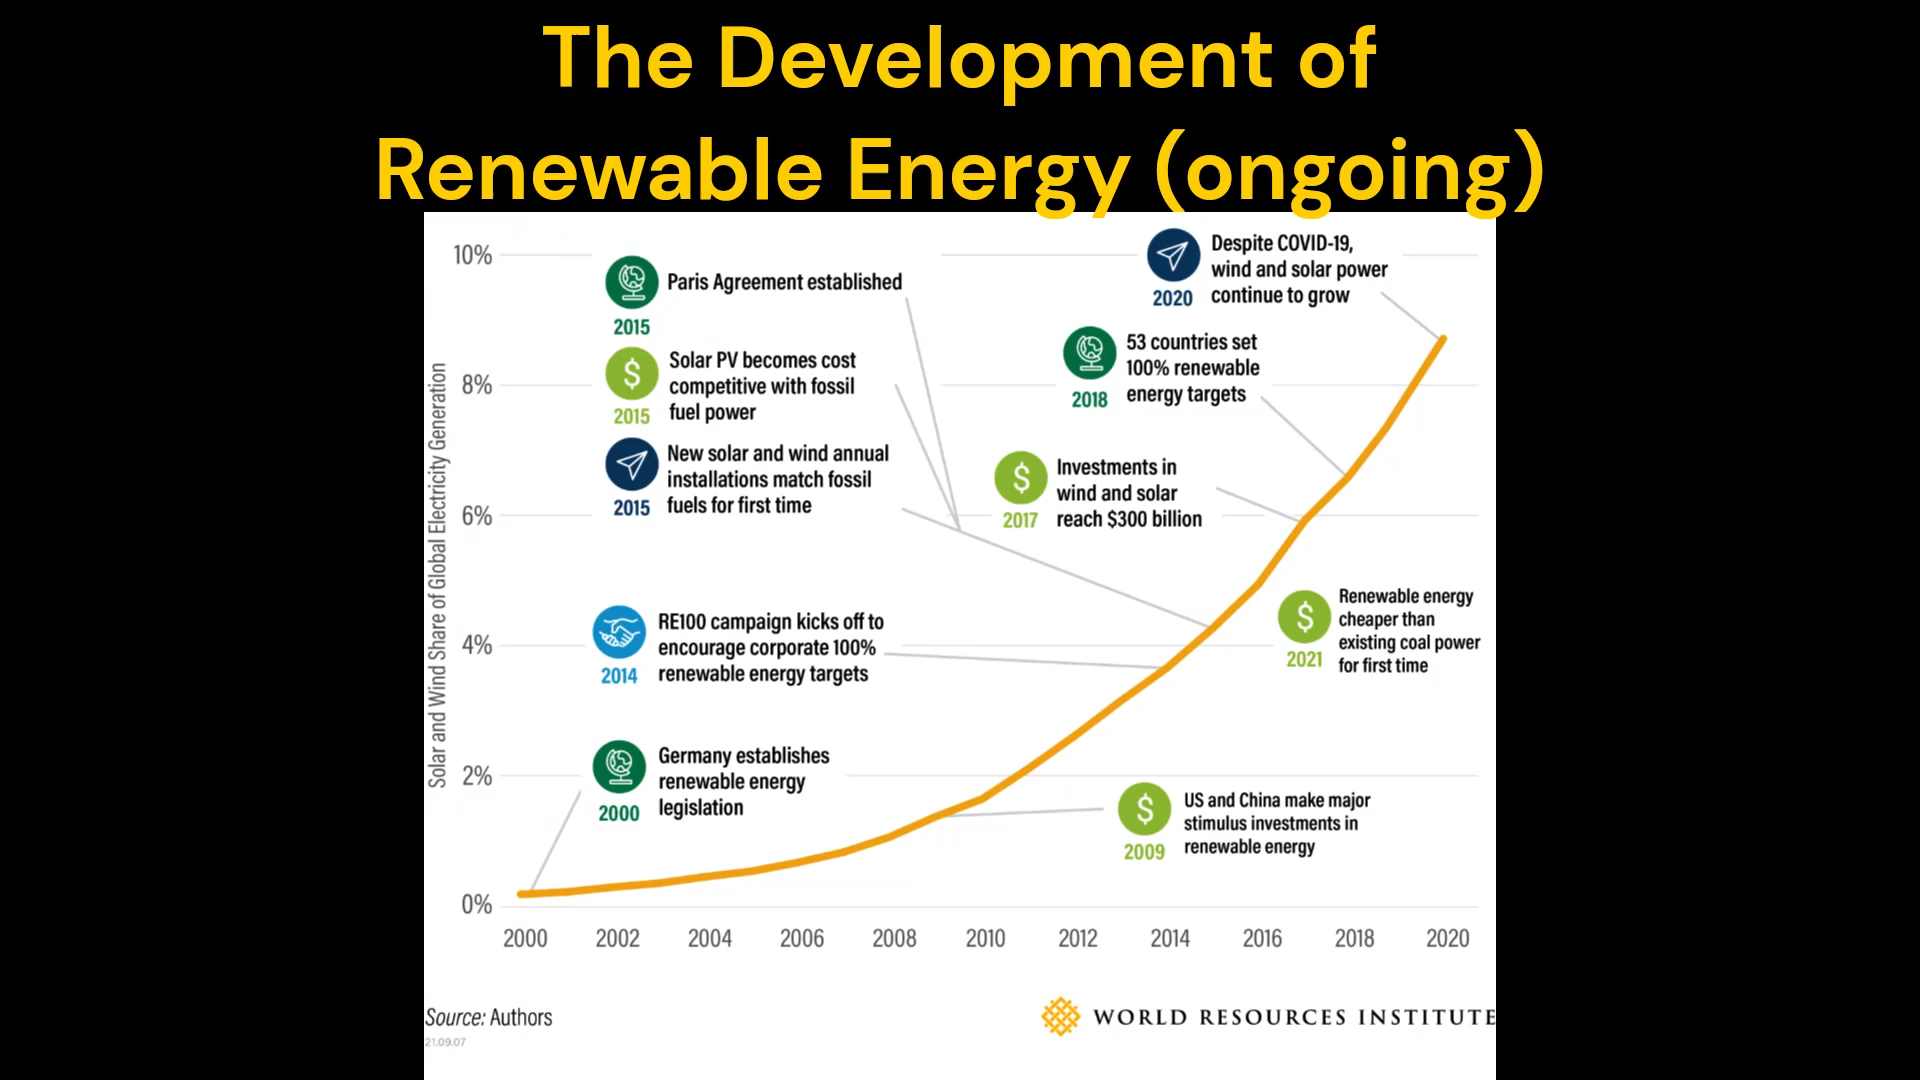 The Development of
Renewable Energy (ongoing)
Solar and Wind Share of Global Electricity Generation
10%
8%
6%
4%
2%
0%
2000
2002
2004
2006
2008
2010
2012
2014
2016
2018
2020
Paris Agreement established
2015
Solar PV becomes cost
competitive with fossil
fuel power
2015
New solar and wind annual
installations match fossil
fuels for first time
2015
RE100 campaign kicks off to
encourage corporate 100%
renewable energy targets
2014
Germany establishes
renewable energy
legislation
2000
Despite COVID-19,
wind and solar power
continue to grow
2020
53 countries set
100% renewable
energy targets
2018
Investments in
wind and solar
reach $300 billion
$
2017
Renewable energy
cheaper than
existing coal power
for first time
$
2021
US and China make major
stimulus investments in
renewable energy
$
2009
$
Source: Authors
21.09.07
WORLD RESOURCES INSTITUTE